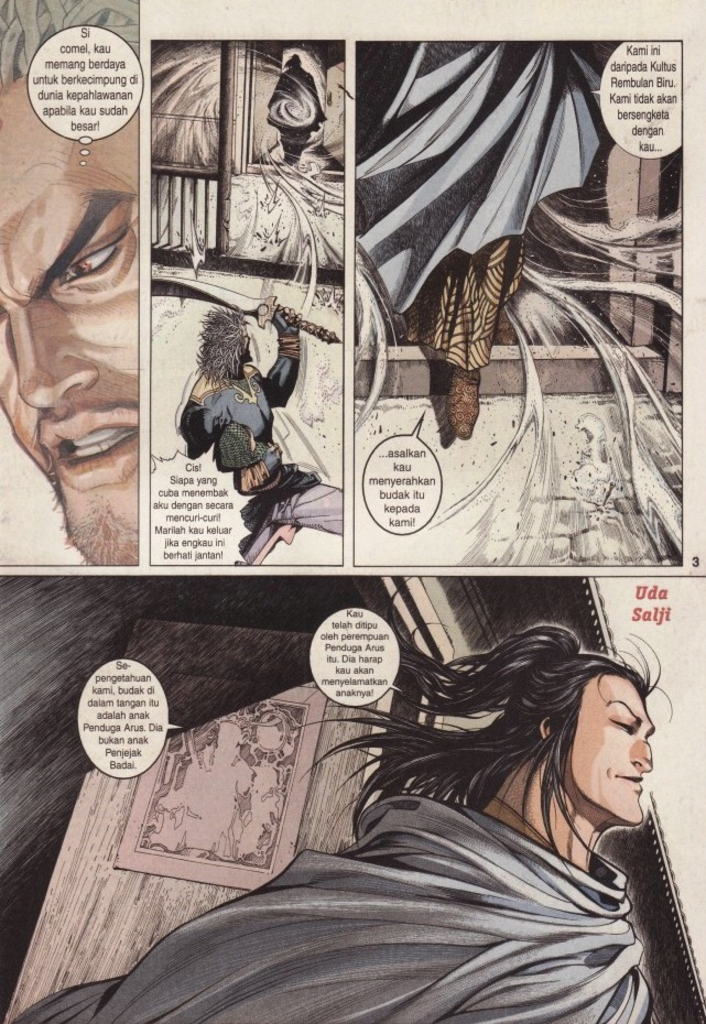 Si
comel, kau
memang berdaya
untuk berkecimpung di
dunia kepahlawanan
apabila kau sudah
besar!
Cis!
Siapa yang
cuba menembak
aku dengan secara
mencuri-curi!
Marilah kau keluar
jika engkau ini
berhati jantan!
Kami ini
daripada Kultus
Rembulan Biru.
Kami tidak akan
bersengketa
dengan
kau...
...asalkan
kau
menyerahkan
budak itu
kepada
kami!
3
Uda
Salji
Se-
pengetahuan
kami, budak di
dalam tangan itu
adalah anak
Penduga Arus. Dia
bukan anak
Penjejak
Badai.
Kau
telah ditipu
oleh perempuan
Penduga Arus
itu. Dia harap
kau akan
menyelamatkan
anaknya!